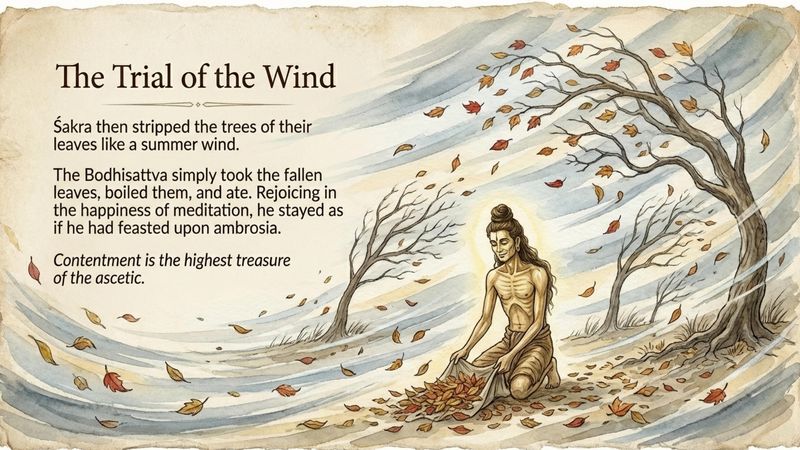 The Trial of the Wind
Śakra then stripped the trees of their
leaves like a summer wind.
The Bodhisattva simply took the fallen
leaves, boiled them, and ate. Rejoicing in
the happiness of meditation, he stayed as
if he had feasted upon ambrosia.
Contentment is the highest treasure
of the ascetic.